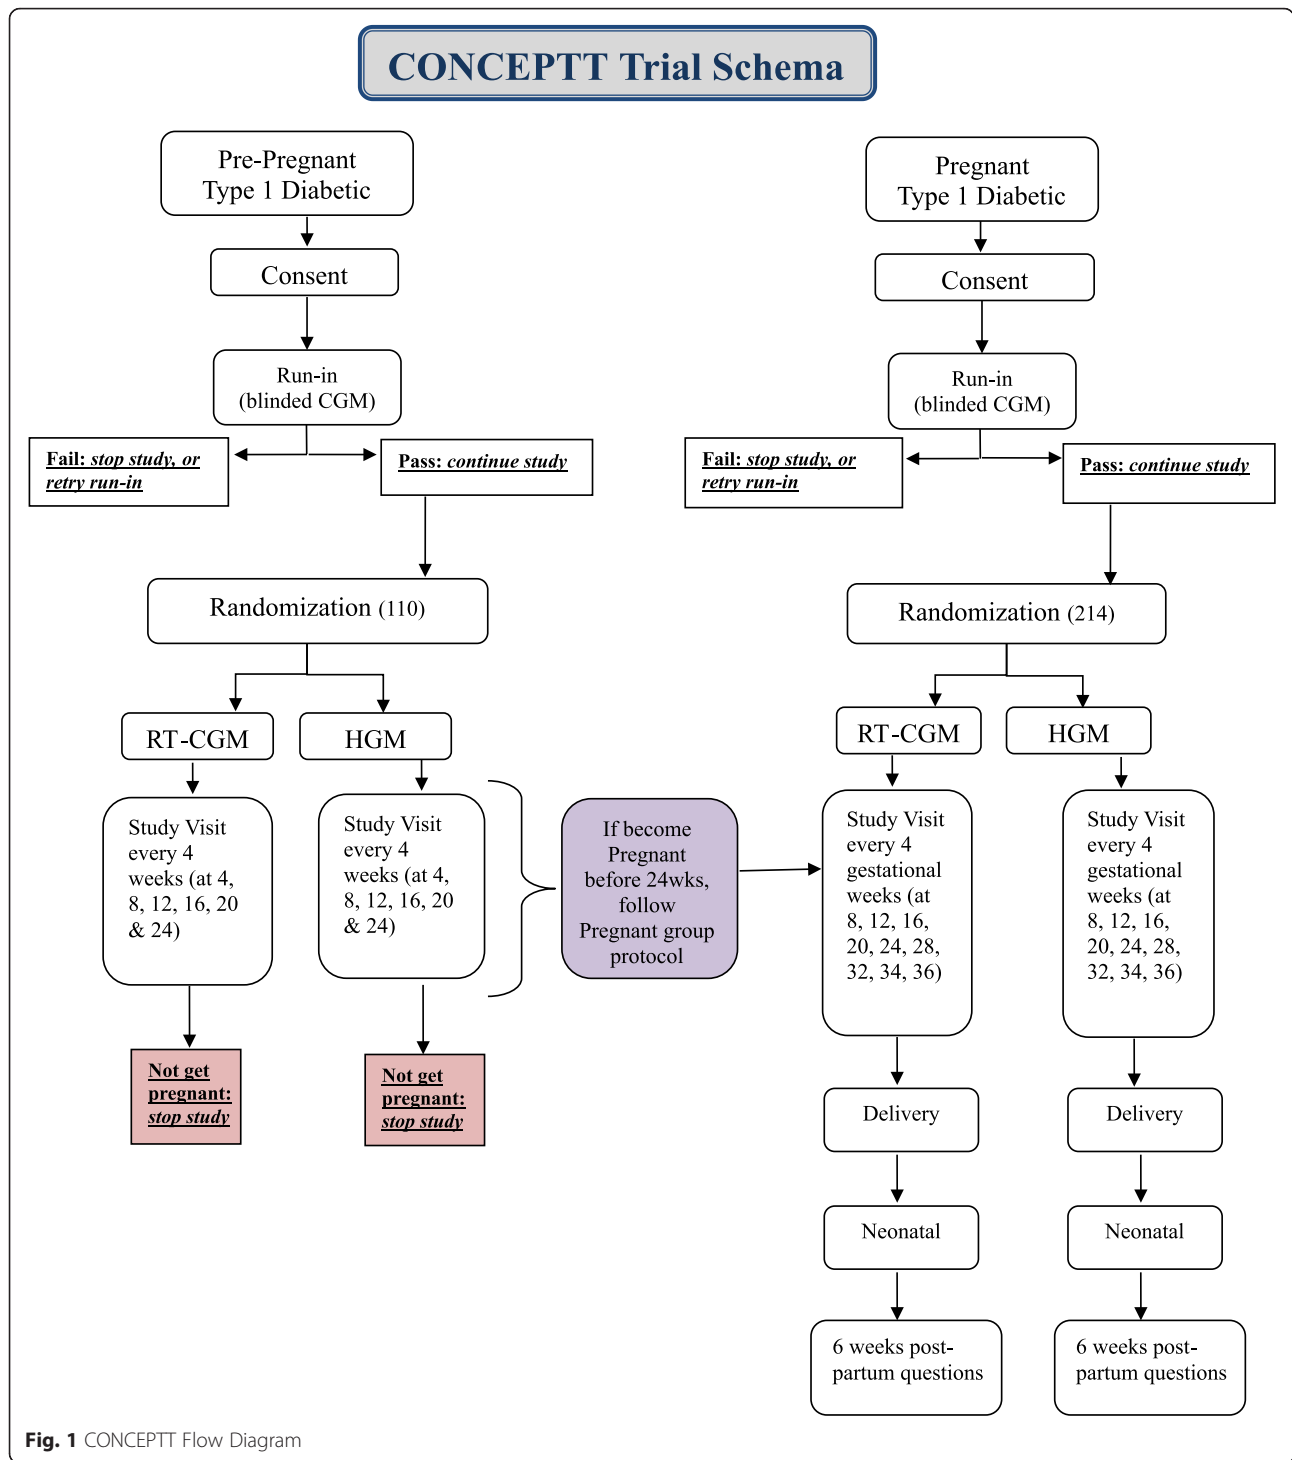 CONCEPTT Trial Schema
Pre-Pregnant
Type 1 Diabetic
Consent
Run-in
(blinded CGM)
Fail: stop study, or
retry run-in
Pass: continue study
Randomization (110)
RT-CGM
HGM
Study Visit
every 4
weeks (at 4,
8, 12, 16, 20
& 24)
Study Visit
every 4
weeks (at 4,
8, 12, 16, 20
& 24)
Not get
pregnant:
stop study
Not get
pregnant:
stop study
If become
Pregnant
before 24wks,
follow
Pregnant group
protocol
Pregnant
Type 1 Diabetic
Consent
Run-in
(blinded CGM)
Fail: stop study, or
retry run-in
Pass: continue study
Randomization (214)
RT-CGM
HGM
Study Visit
every 4
gestational
weeks (at
8, 12, 16,
20, 24, 28,
32, 34, 36)
Study Visit
every 4
gestational
weeks (at
8, 12, 16,
20, 24, 28,
32, 34, 36)
Delivery
Delivery
Neonatal
Neonatal
6 weeks post-
partum questions
6 weeks post-
partum questions
Fig. 1 CONCEPTT Flow Diagram